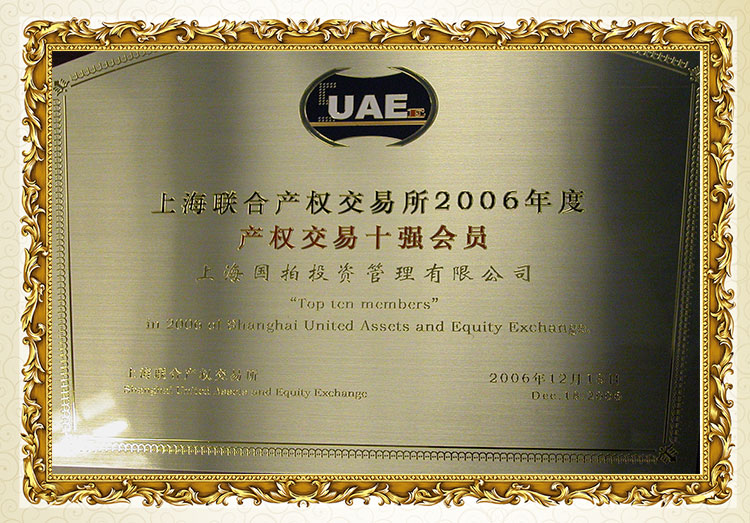 SUAEE
上海联合产权交易所2006年度
产权交易十强会员
上海国拍投资管理有限公司
"Top ten members"
in 2006 of Shanghai United Assets and Equity Exchange.
上海联合产权交易所
2006年12月18日
Shanghai United Assets and Equity Exchange
Dec.18 2006